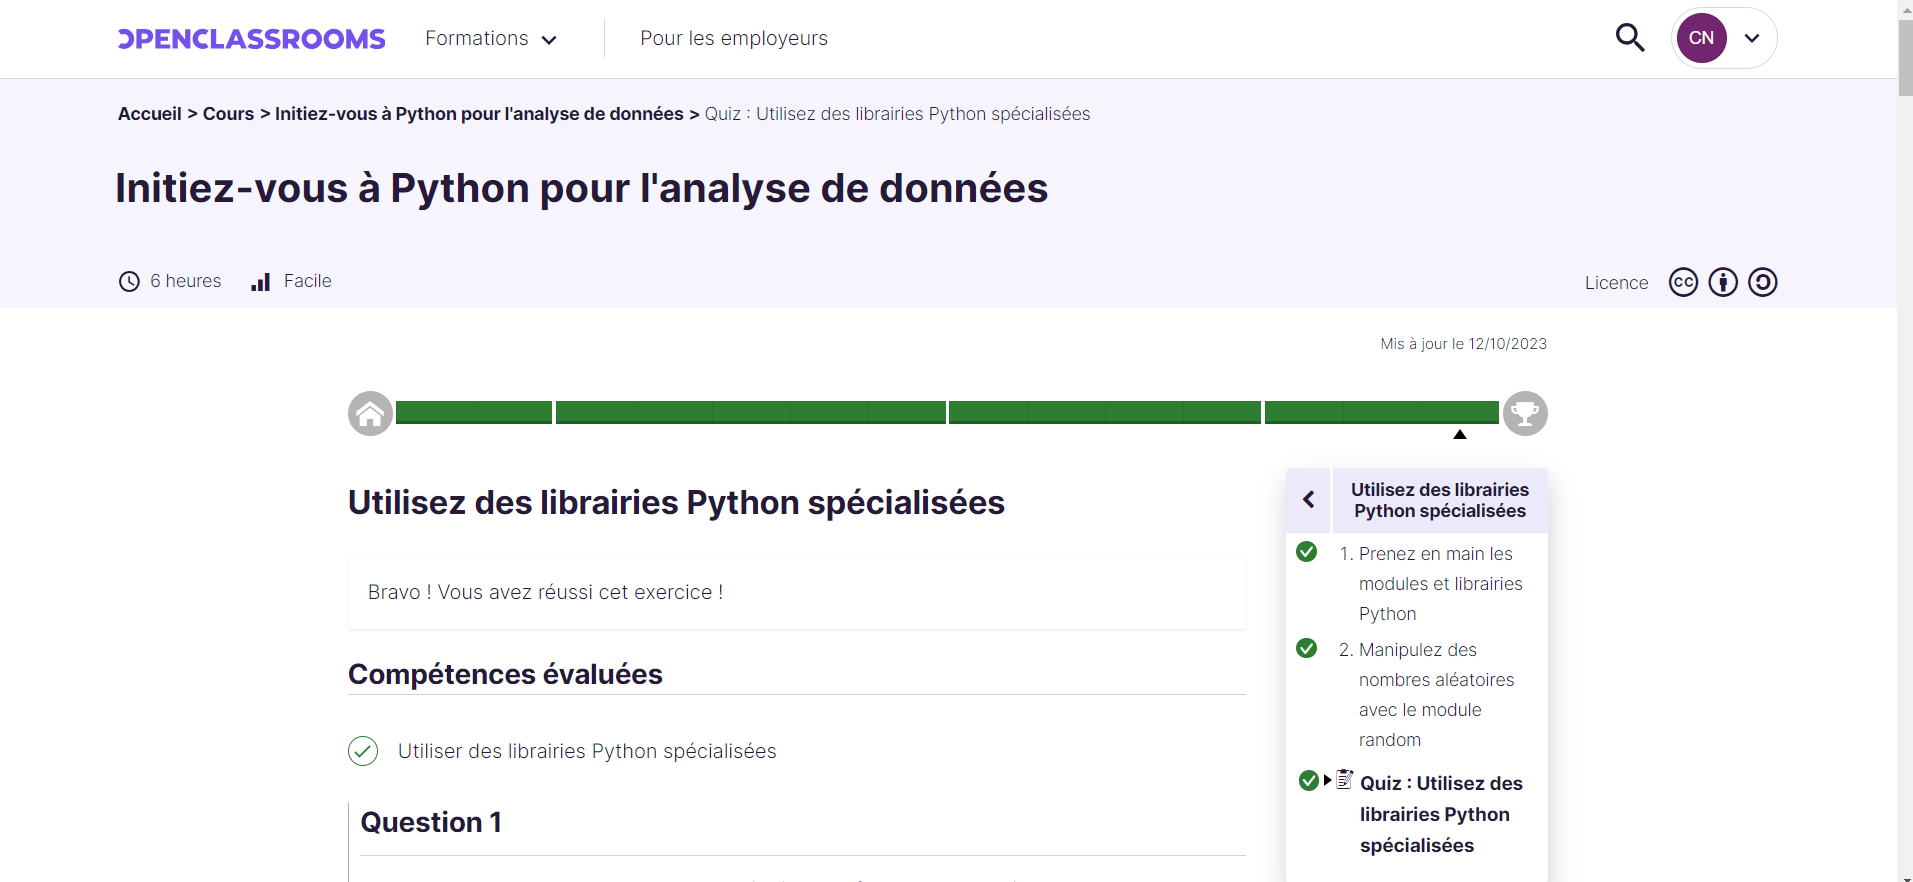 OPENCLASSROOMS
Formations
Pour les employeurs
CN
Accueil > Cours > Initiez-vous à Python pour l'analyse de données > Quiz : Utilisez des librairies Python spécialisées
Initiez-vous à Python pour l'analyse de données
6 heures
Facile
Licence
cc
Mis à jour le 12/10/2023
Utilisez des librairies Python spécialisées
Bravo ! Vous avez réussi cet exercice !
Compétences évaluées
Utiliser des librairies Python spécialisées
Question 1
Utilisez des librairies
Python spécialisées
1. Prenez en main les
modules et librairies
Python
2. Manipulez des
nombres aléatoires
avec le module
random
Quiz : Utilisez des
librairies Python
spécialisées